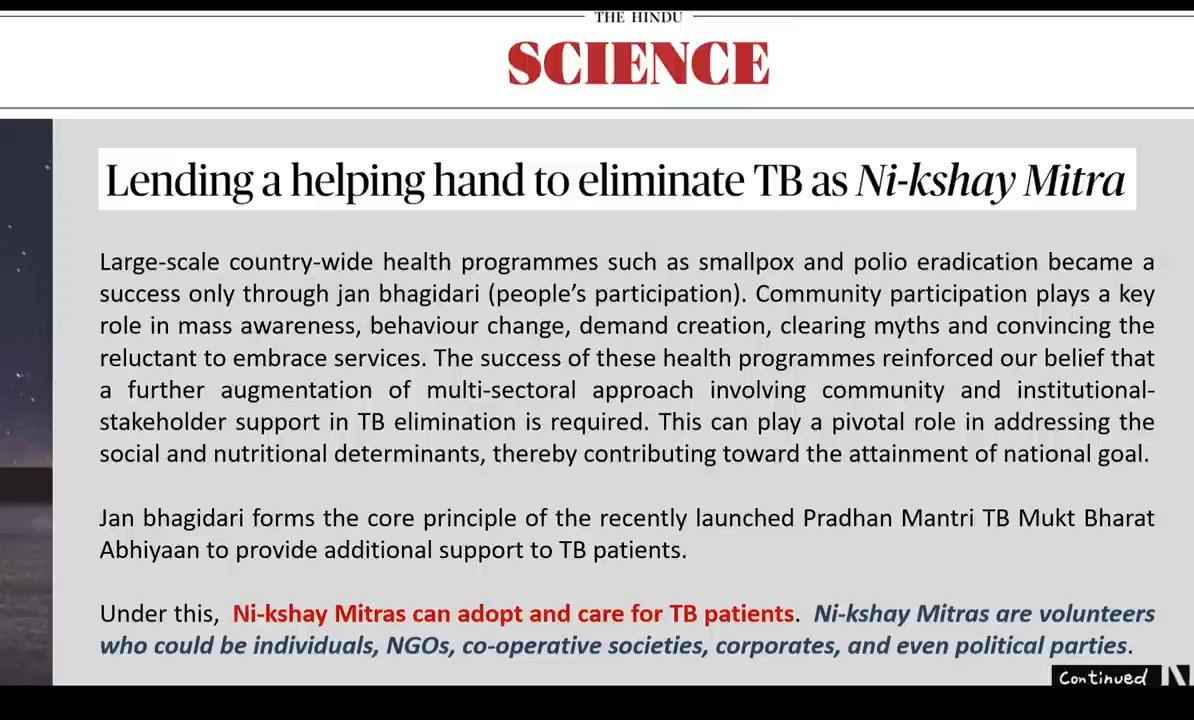 THE HINDU
SCIENCE
Lending a helping hand to eliminate TB as Ni-kshay Mitra
Large-scale country-wide health programmes such as smallpox and polio eradication became a
success only through jan bhagidari (people's participation). Community participation plays a key
role in mass awareness, behaviour change, demand creation, clearing myths and convincing the
reluctant to embrace services. The success of these health programmes reinforced our belief that
a further augmentation of multi-sectoral approach involving community and institutional-
stakeholder support in TB elimination is required. This can play a pivotal role in addressing the
social and nutritional determinants, thereby contributing toward the attainment of national goal.
Jan bhagidari forms the core principle of the recently launched Pradhan Mantri TB Mukt Bharat
Abhiyaan to provide additional support to TB patients.
Under this, Ni-kshay Mitras can adopt and care for TB patients. Ni-kshay Mitras are volunteers
who could be individuals, NGOs, co-operative societies, corporates, and even political parties.
Continued